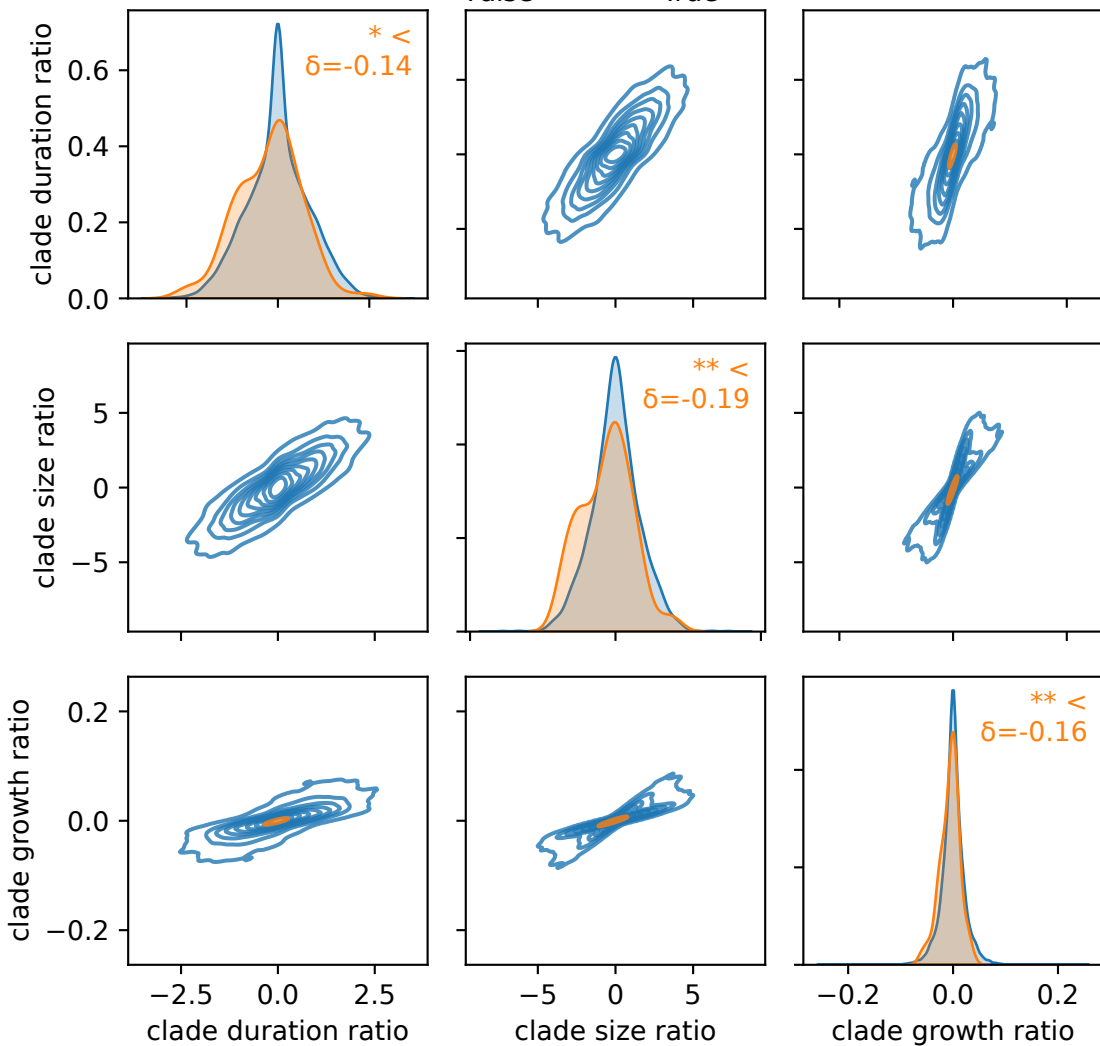 clade duration ratio
0.6
0.4
0.2
0.0
* <
δ=-0.14
clade size ratio
5
0
−5
** <
δ=-0.19
clade growth ratio
0.2
0.0
−0.2
** <
δ=-0.16
−2.5 0.0 2.5
clade duration ratio
−5 0 5
clade size ratio
−0.2 0.0 0.2
clade growth ratio